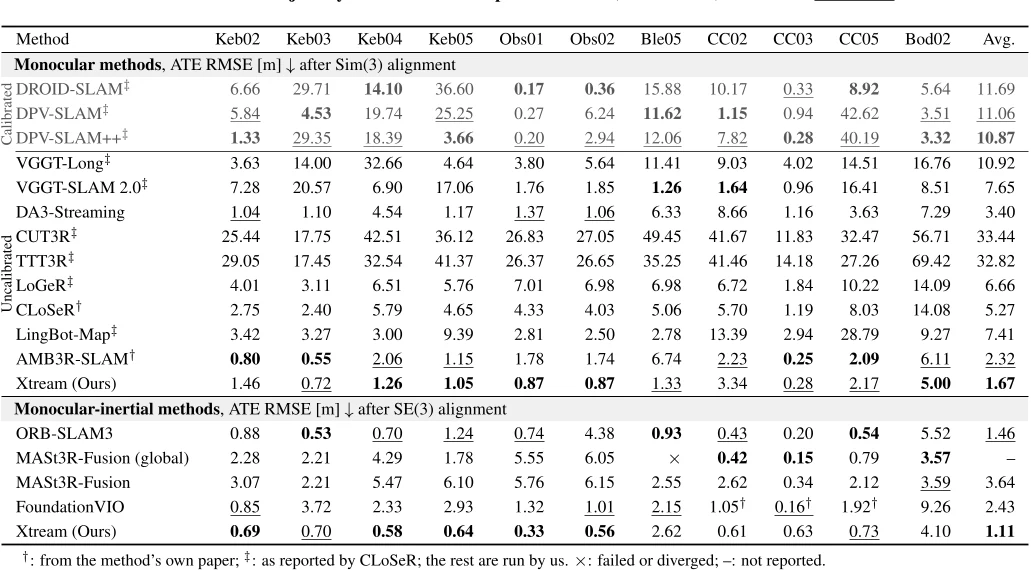 Method Keb02 Keb03 Keb04 Keb05 Obs01 Obs02 Ble05 CC02 CC03 CC05 Bod02 Avg.
Monocular methods, ATE RMSE [m] ↓ after Sim(3) alignment
Calibrated
DROID-SLAM‡ 6.66 29.71 14.10 36.60 0.17 0.36 15.88 10.17 0.33 8.92 5.64 11.69
DPV-SLAM‡ 5.84 4.53 19.74 25.25 0.27 6.24 11.62 1.15 0.94 42.62 3.51 11.06
DPV-SLAM++‡ 1.33 29.35 18.39 3.66 0.20 2.94 12.06 7.82 0.28 40.19 3.32 10.87
Uncalibrated
VGGT-Long‡ 3.63 14.00 32.66 4.64 3.80 5.64 11.41 9.03 4.02 14.51 16.76 10.92
VGGT-SLAM 2.0‡ 7.28 20.57 6.90 17.06 1.76 1.85 1.26 1.64 0.96 16.41 8.51 7.65
DA3-Streaming 1.04 1.10 4.54 1.17 1.37 1.06 6.33 8.66 1.16 3.63 7.29 3.40
CUT3R‡ 25.44 17.75 42.51 36.12 26.83 27.05 49.45 41.67 11.83 32.47 56.71 33.44
TTT3R‡ 29.05 17.45 32.54 41.37 26.37 26.65 35.25 41.46 14.18 27.26 69.42 32.82
LoGeR‡ 4.01 3.11 6.51 5.76 7.01 6.98 6.98 6.72 1.84 10.22 14.09 6.66
CLoSeR† 2.75 2.40 5.79 4.65 4.33 4.03 5.06 5.70 1.19 8.03 14.08 5.27
LingBot-Map‡ 3.42 3.27 3.00 9.39 2.81 2.50 2.78 13.39 2.94 28.79 9.27 7.41
AMB3R-SLAM† 0.80 0.55 2.06 1.15 1.78 1.74 6.74 2.23 0.25 2.09 6.11 2.32
Xtream (Ours) 1.46 0.72 1.26 1.05 0.87 0.87 1.33 3.34 0.28 2.17 5.00 1.67
Monocular-inertial methods, ATE RMSE [m] ↓ after SE(3) alignment
ORB-SLAM3 0.88 0.53 0.70 1.24 0.74 4.38 0.93 0.43 0.20 0.54 5.52 1.46
MASt3R-Fusion (global) 2.28 2.21 4.29 1.78 5.55 6.05 × 0.42 0.15 0.79 3.57 –
MASt3R-Fusion 3.07 2.21 5.47 6.10 5.76 6.15 2.55 2.62 0.34 2.12 3.59 3.64
FoundationVIO 0.85 3.72 2.33 2.93 1.32 1.01 2.15 1.05† 0.16† 1.92† 9.26 2.43
Xtream (Ours) 0.69 0.70 0.58 0.64 0.33 0.56 2.62 0.61 0.63 0.73 4.10 1.11
†: from the method's own paper; ‡: as reported by CLoSeR; the rest are run by us. ×: failed or diverged; –: not reported.